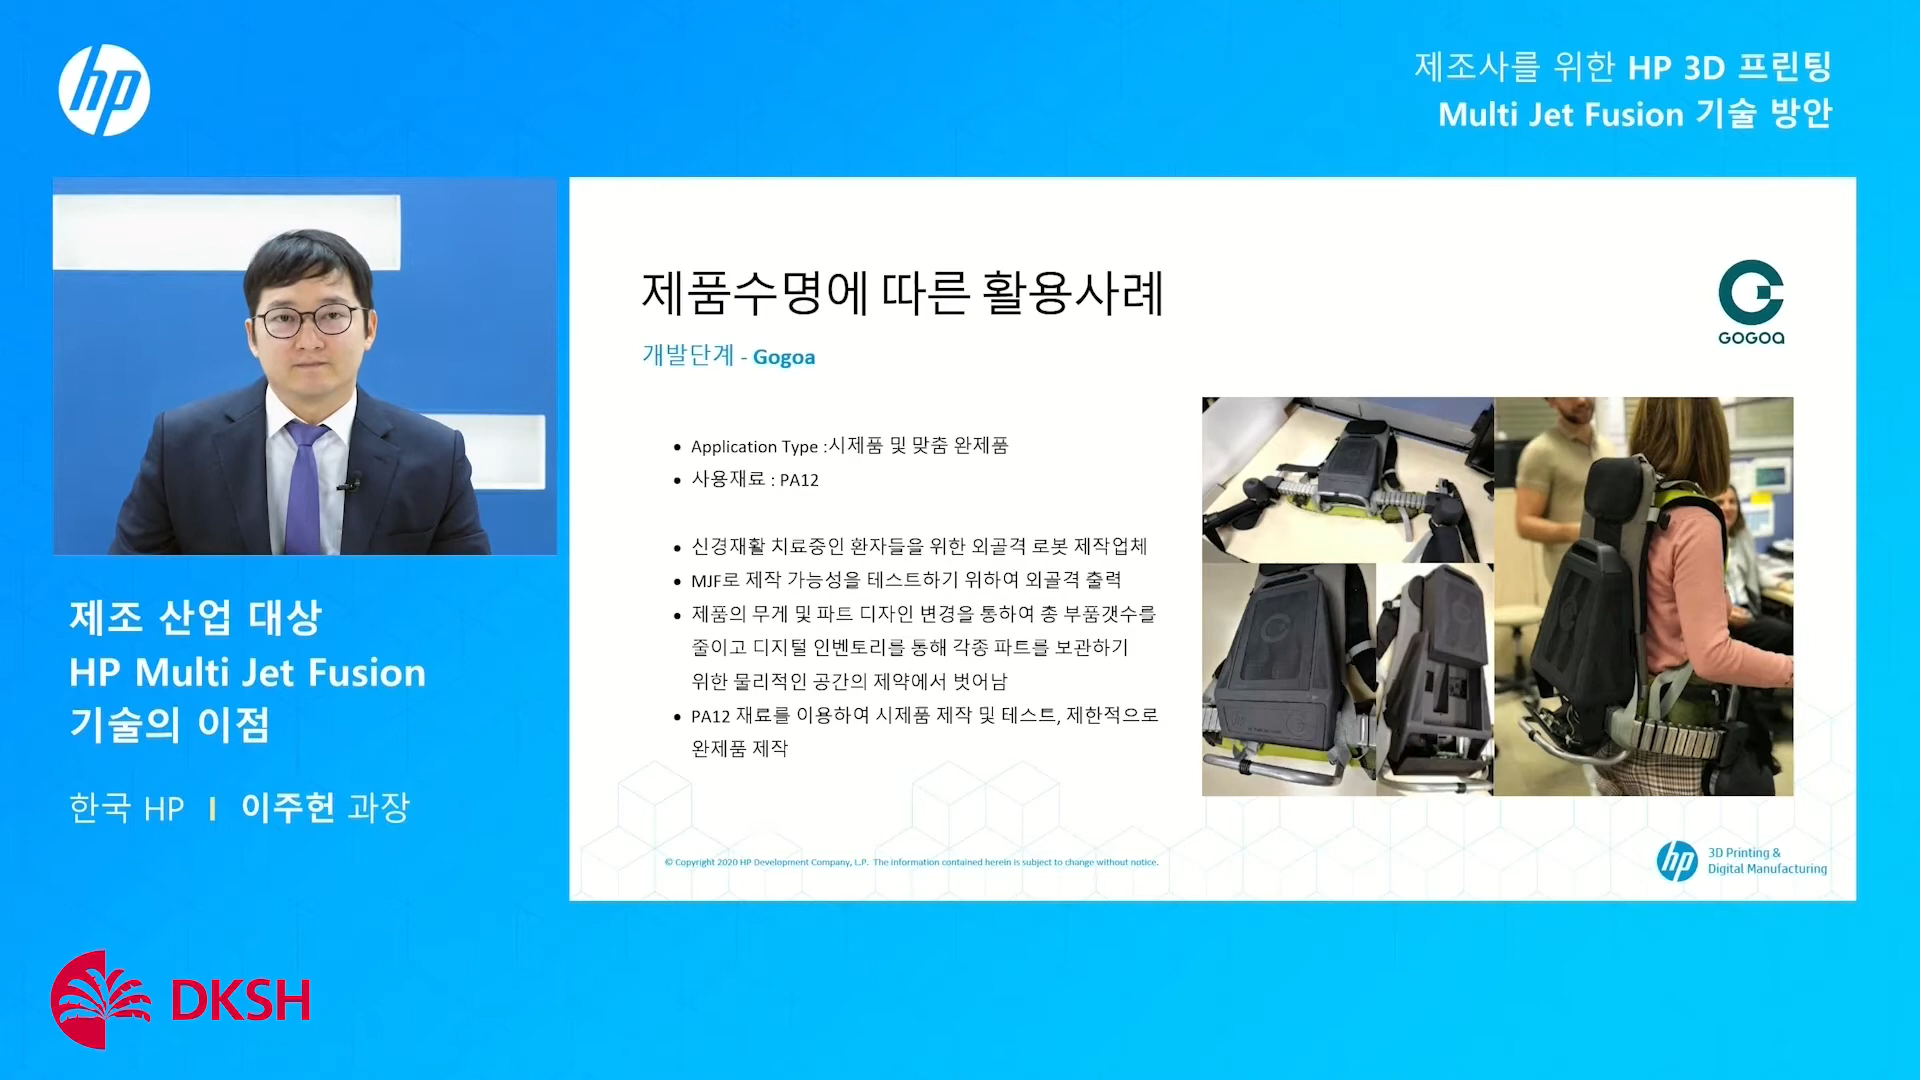 hp
제조사를 위한 HP 3D 프린팅
Multi Jet Fusion 기술 방안
제품수명에 따른 활용사례
GOGOA
개발단계 - Gogoa
• Application Type :시제품 및 맞춤 완제품
• 사용재료 : PA12
• 신경재활 치료중인 환자들을 위한 외골격 로봇 제작업체
• MJF로 제작 가능성을 테스트하기 위하여 외골격 출력
• 제품의 무게 및 파트 디자인 변경을 통하여 총 부품갯수를
줄이고 디지털 인벤토리를 통해 각종 파트를 보관하기
위한 물리적인 공간의 제약에서 벗어남
• PA12 재료를 이용하여 시제품 제작 및 테스트, 제한적으로
완제품 제작
© Copyright 2020 HP Development Company, L.P. The information contained herein is subject to change without notice.
hp
3D Printing &
Digital Manufacturing
제조 산업 대상
HP Multi Jet Fusion
기술의 이점
한국 HP I 이주헌 과장
DKSH